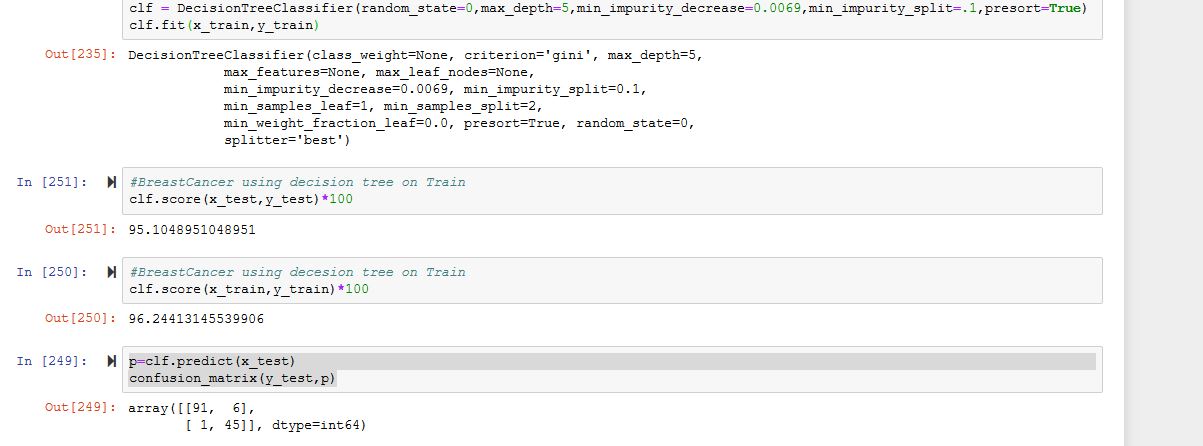 clf = DecisionTreeClassifier(random_state=0,max_depth=5,min_impurity_decrease=0.0069,min_impurity_split=.1,presort=True)
clf.fit(x_train,y_train)
Out[235]: DecisionTreeClassifier(class_weight=None, criterion='gini', max_depth=5,
max_features=None, max_leaf_nodes=None,
min_impurity_decrease=0.0069, min_impurity_split=0.1,
min_samples_leaf=1, min_samples_split=2,
min_weight_fraction_leaf=0.0, presort=True, random_state=0,
splitter='best')
In [251]: #BreastCancer using decision tree on Train
clf.score(x_test,y_test)*100
Out[251]: 95.1048951048951
In [250]: #BreastCancer using decesion tree on Train
clf.score(x_train,y_train)*100
Out[250]: 96.24413145539906
In [249]: p=clf.predict(x_test)
confusion_matrix(y_test,p)
Out[249]: array([[91, 6],
[ 1, 45]], dtype=int64)